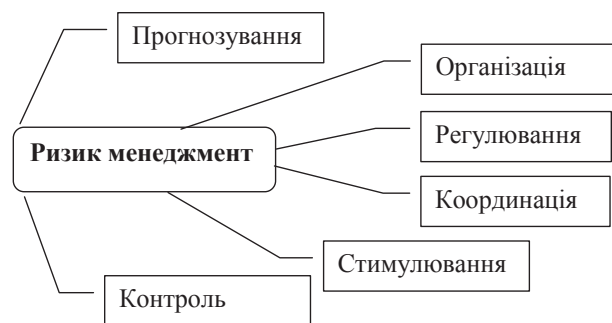 Прогнозування
Організація
Ризик менеджмент
Регулювання
Координація
Стимулювання
Контроль